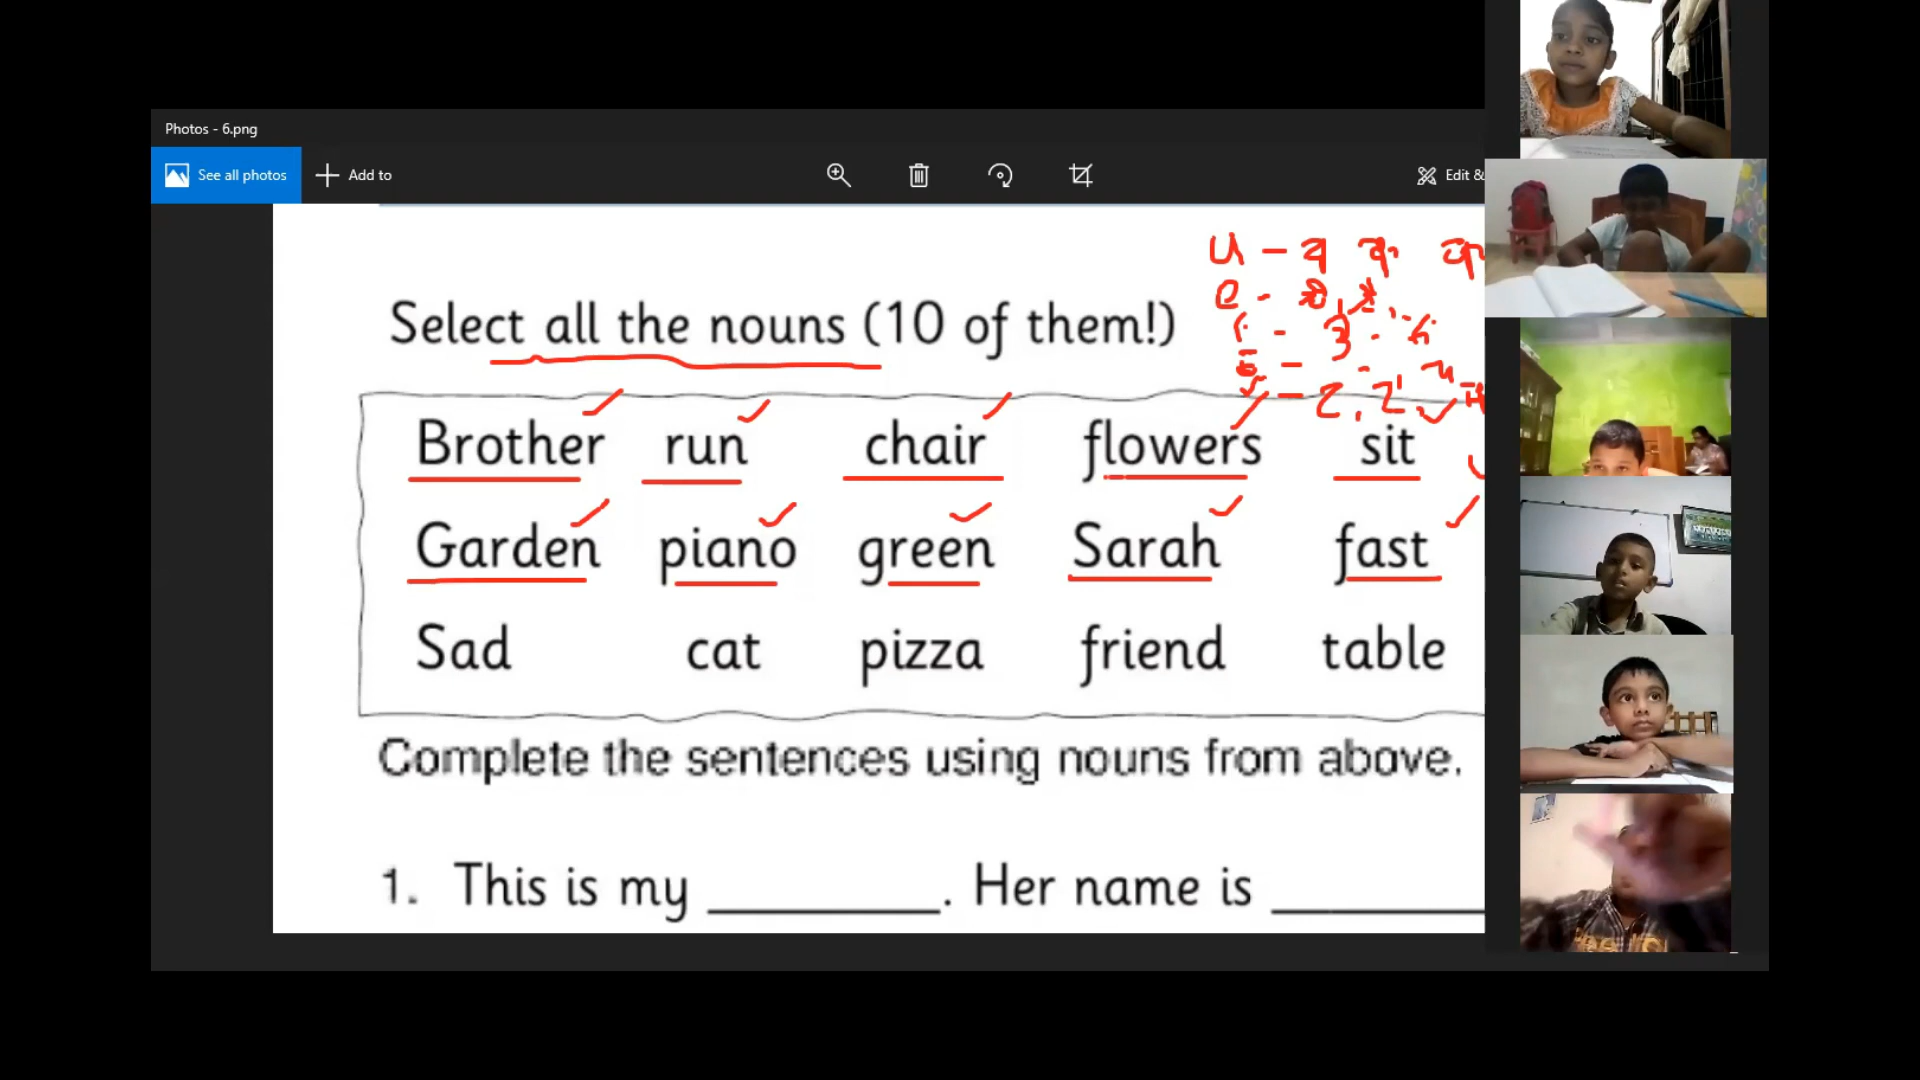 Photos - 6.png
See all photos
Add to
Edit &
Select all the nouns (10 of them!)
Brother run chair flowers sit
Garden piano green Sarah fast
Sad cat pizza friend table
Complete the sentences using nouns from above.
1. This is my _________. Her name is _________